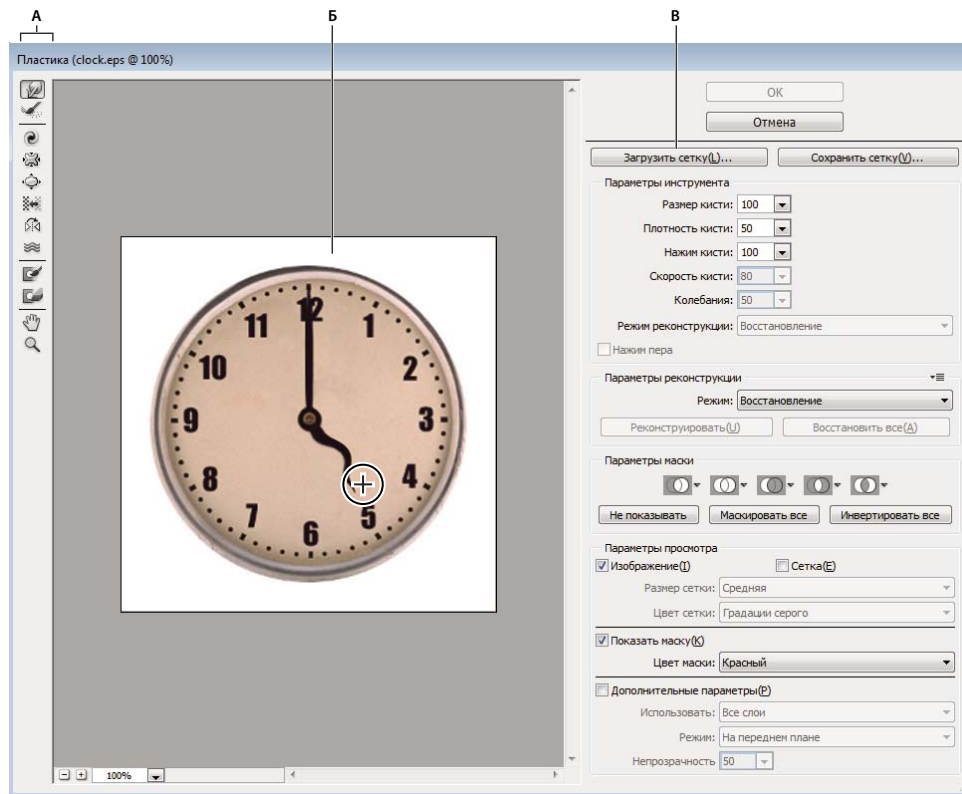 А Б В
Пластика (clock.eps @ 100%)
OK
Отмена
Загрузить сетку(L)... Сохранить сетку(V)...
Параметры инструмента
Размер кисти: 100
Плотность кисти: 50
Нажим кисти: 100
Скорость кисти: 80
Колебания: 50
Режим реконструкции: Восстановление
Нажим пера
Параметры реконструкции
Режим: Восстановление
Реконструировать(U) Восстановить все(A)
Параметры маски
Не показывать Маскировать все Инвертировать все
Параметры просмотра
Изображение(I) Сетка(E)
Размер сетки: Средняя
Цвет сетки: Градации серого
Показать маску(K)
Цвет маски: Красный
Дополнительные параметры(P)
Использовать: Все слои
Режим: На переднем плане
Непрозрачность 50
12
11 1
10 2
9 3
8 4
7 5
6
100%